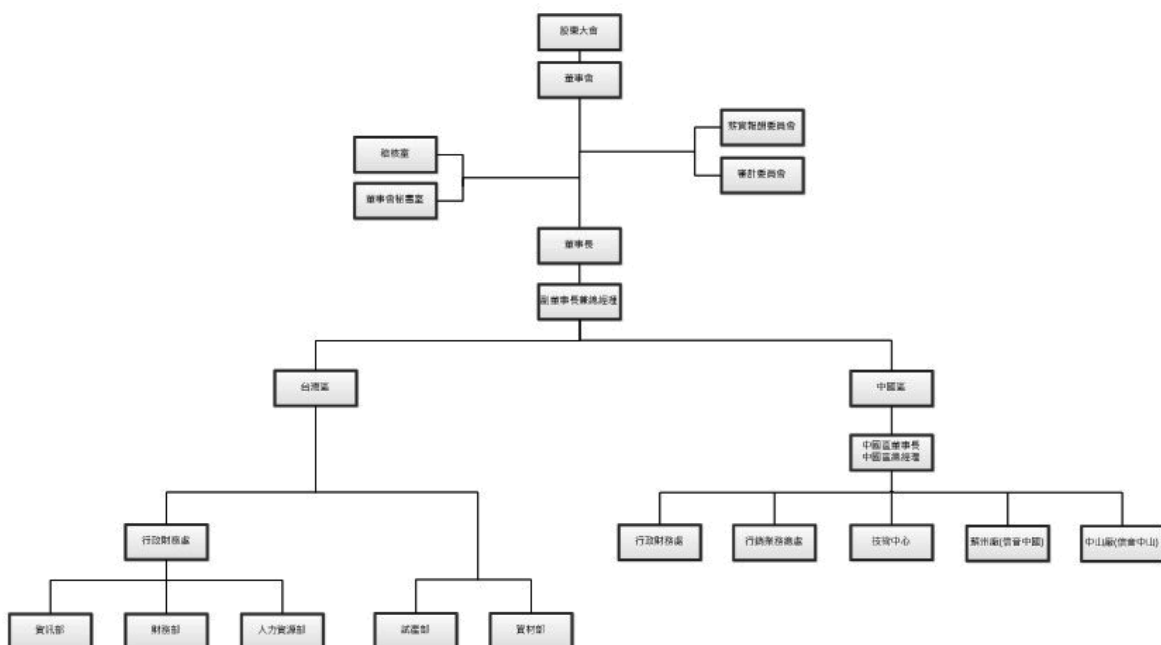 股東大會
董事會
薪資報酬委員會
稽核室
審計委員會
董事會秘書室
董事長
副董事長兼總經理
台灣區
中國區
中國區董事長
中國區總經理
行政財務處
行政財務處
行銷業務總處
技術中心
蘇州廠(信音中國)
中山廠(信音中山)
資訊部
財務部
人力資源部
試產部
資材部